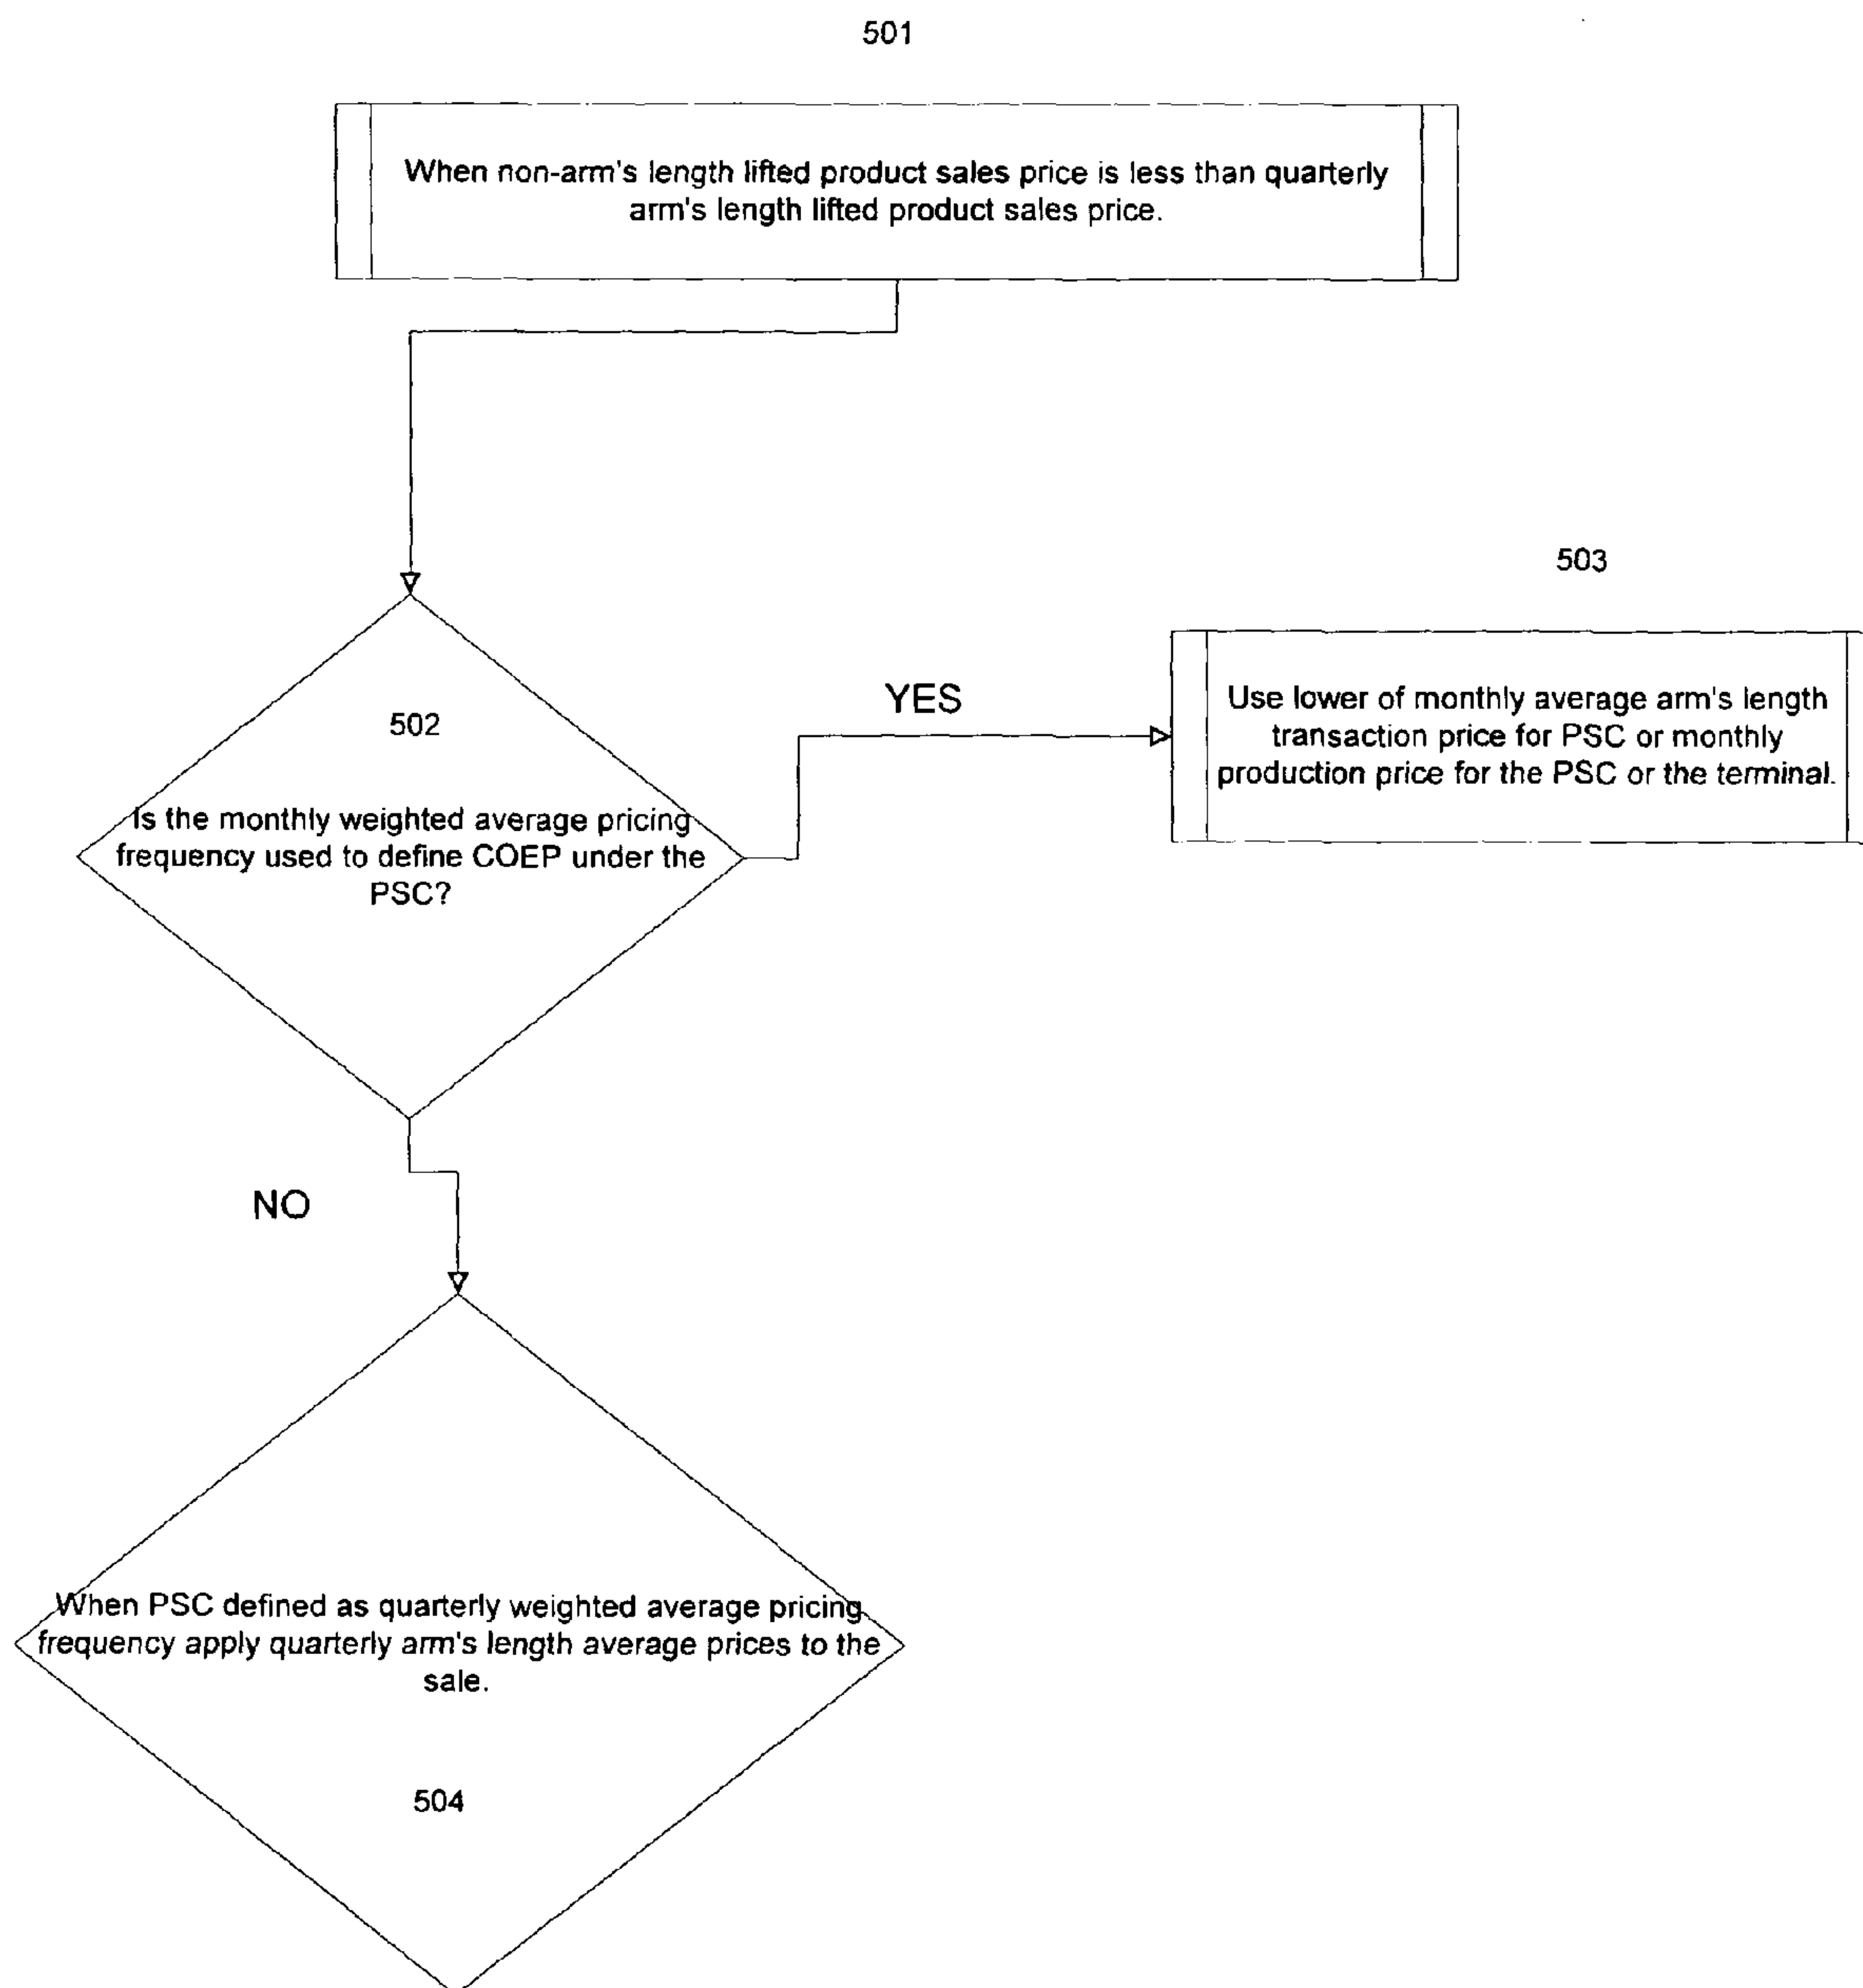 501
When non-arm's length lifted product sales price is less than quarterly
arm's length lifted product sales price.
503
Use lower of monthly average arm's length
transaction price for PSC or monthly
production price for the PSC or the terminal.
YES
502
Is the monthly weighted average pricing
frequency used to define COEP under the
PSC?
NO
When PSC defined as quarterly weighted average pricing
frequency apply quarterly arm's length average prices to the
sale.
504